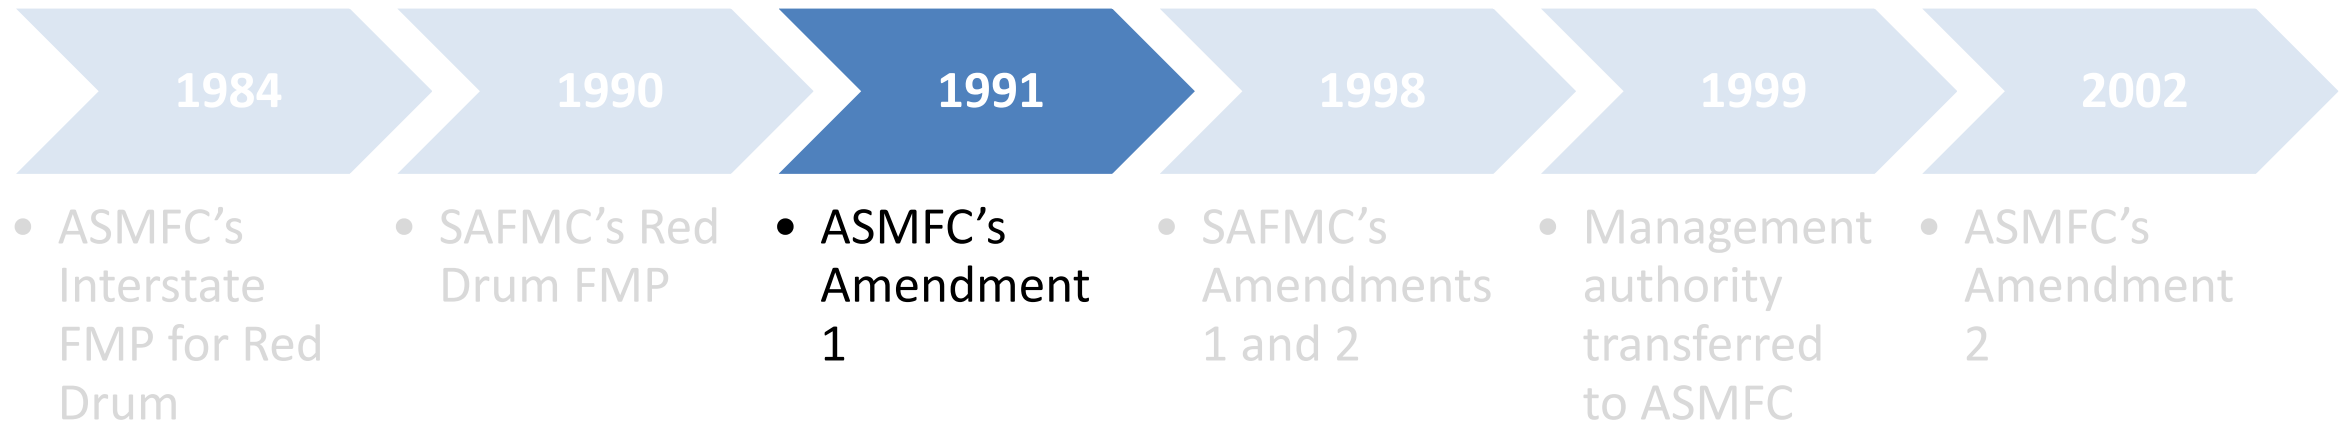 1984
1990
1991
1998
1999
2002
• ASMFC’s
Interstate
FMP for Red
Drum
• SAFMC’s Red
Drum FMP
• ASMFC’s
Amendment
1
• SAFMC’s
Amendments
1 and 2
• Management
authority
transferred
to ASMFC
• ASMFC’s
Amendment
2